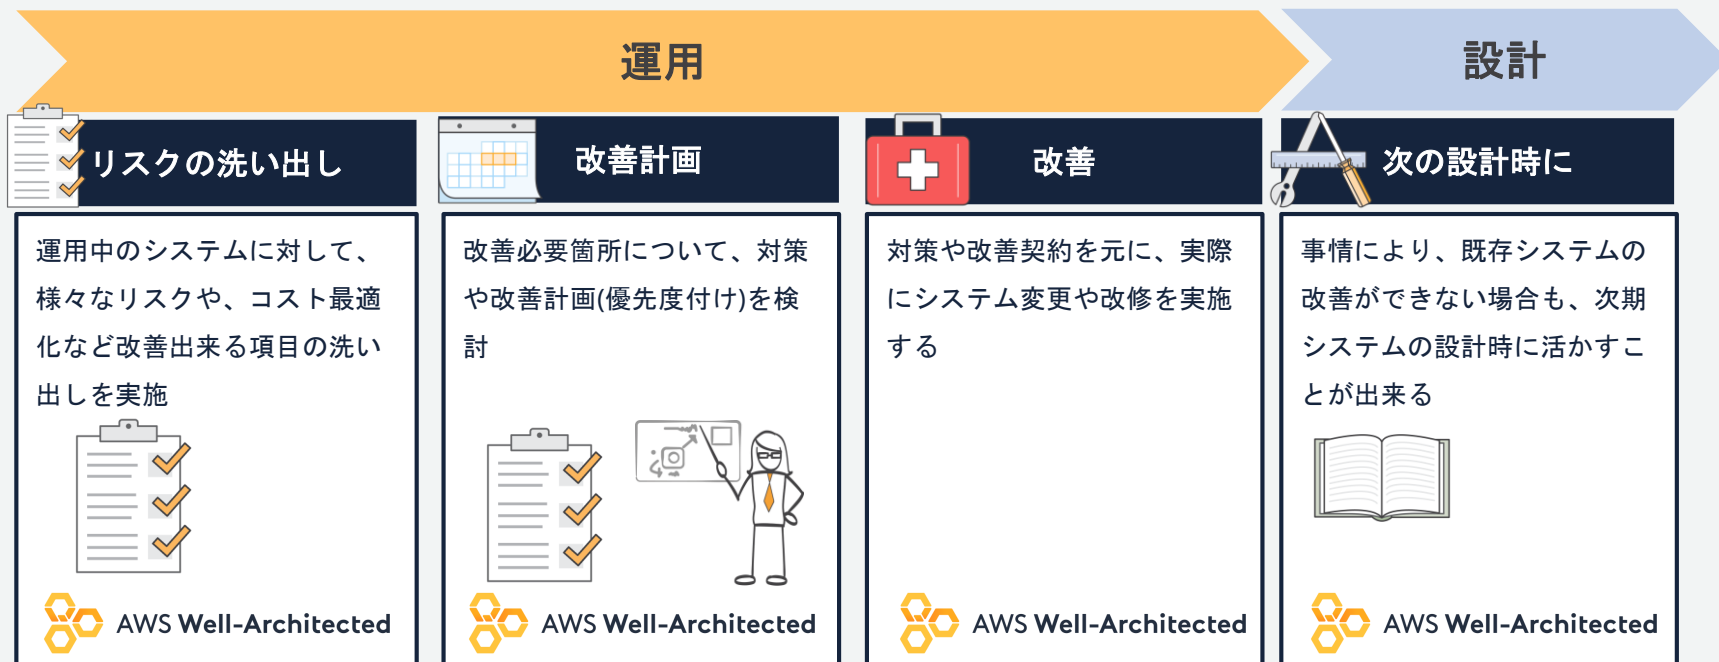 運用
設計
リスクの洗い出し
改善計画
改善
次の設計時に
運用中のシステムに対して、
様々なリスクや、コスト最適
化など改善出来る項目の洗い
出しを実施
AWS Well-Architected
改善必要箇所について、対策
や改善計画(優先度付け)を検
討
AWS Well-Architected
対策や改善契約を元に、実際
にシステム変更や改修を実施
する
AWS Well-Architected
事情により、既存システムの
改善ができない場合も、次期
システムの設計時に活かすこ
とが出来る
AWS Well-Architected